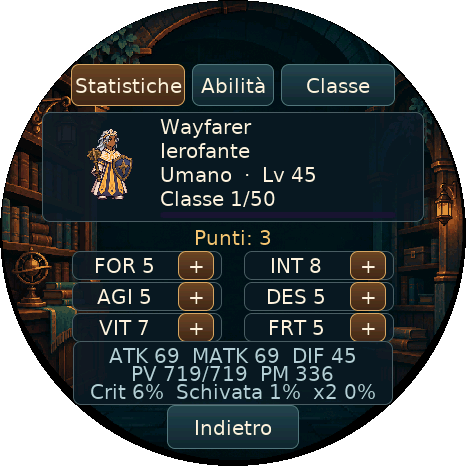 Statistiche Abilità Classe
Wayfarer
Ierofante
Umano · Lv 45
Classe 1/50
Punti: 3
FOR 5 + INT 8 +
AGI 5 + DES 5 +
VIT 7 + FRT 5 +
ATK 69 MATK 69 DIF 45
PV 719/719 PM 336
Crit 6% Schivata 1% x2 0%
Indietro